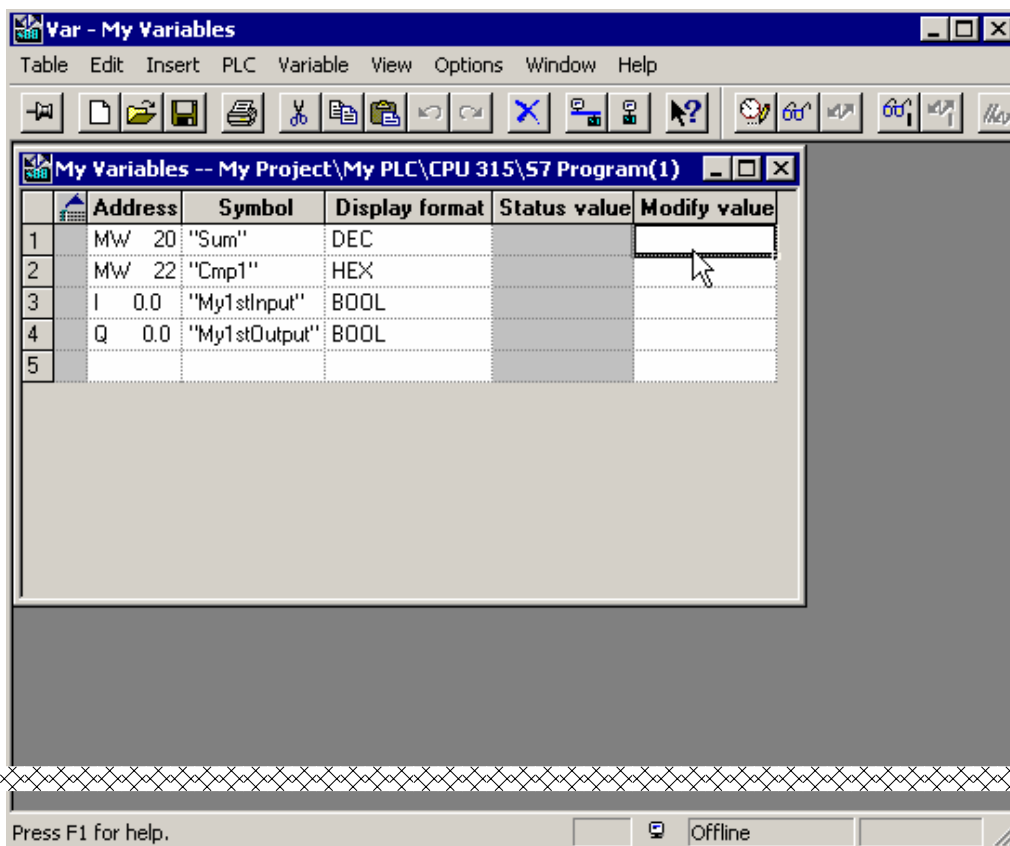 Var - My Variables
Table Edit Insert PLC Variable View Options Window Help
My Variables -- My Project\My PLC\CPU 315\S7 Program(1)
Address Symbol Display format Status value Modify value
1 MW 20 "Sum" DEC
2 MW 22 "Cmp1" HEX
3 I 0.0 "My1stInput" BOOL
4 Q 0.0 "My1stOutput" BOOL
5
Press F1 for help. Offline